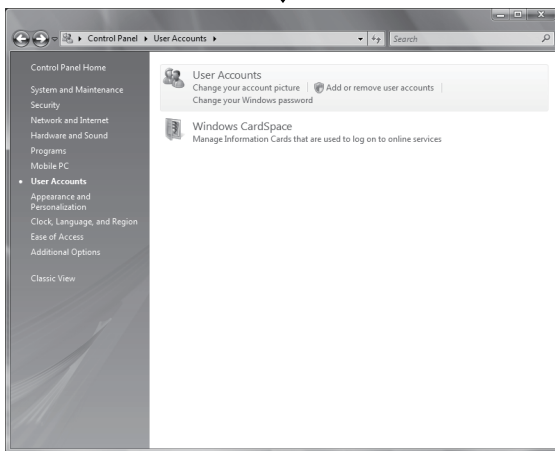 Control Panel
User Accounts
Search
Control Panel Home
System and Maintenance
Security
Network and Internet
Hardware and Sound
Programs
Mobile PC
User Accounts
Appearance and
Personalization
Clock, Language, and Region
Ease of Access
Additional Options
Classic View
User Accounts
Change your account picture
Add or remove user accounts
Change your Windows password
Windows CardSpace
Manage Information Cards that are used to log on to online services